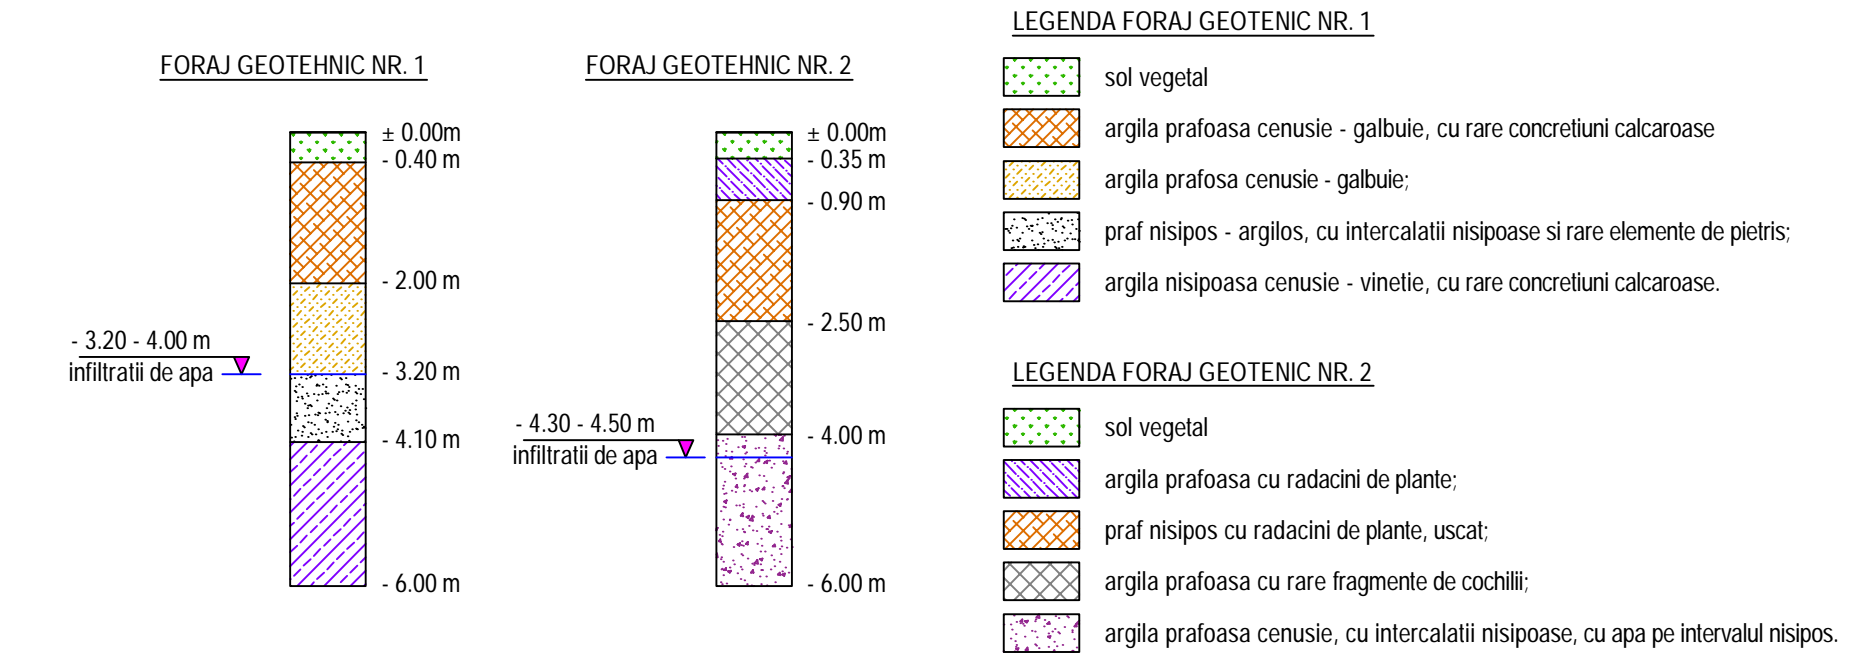 FORAJ GEOTEHNIC NR. 1
± 0.00m
- 0.40 m
- 2.00 m
- 3.20 m
- 4.10 m
- 6.00 m
- 3.20 - 4.00 m
infiltratii de apa
FORAJ GEOTEHNIC NR. 2
± 0.00m
- 0.35 m
- 0.90 m
- 2.50 m
- 4.00 m
- 6.00 m
- 4.30 - 4.50 m
infiltratii de apa
LEGENDA FORAJ GEOTENIC NR. 1
sol vegetal
argila prafoasa cenusie - galbuie, cu rare concretiuni calcaroase
argila prafosa cenusie - galbuie;
praf nisipos - argilos, cu intercalatii nisipoase si rare elemente de pietris;
argila nisipoasa cenusie - vinetie, cu rare concretiuni calcaroase.
LEGENDA FORAJ GEOTENIC NR. 2
sol vegetal
argila prafoasa cu radacini de plante;
praf nisipos cu radacini de plante, uscat;
argila prafoasa cu rare fragmente de cochilii;
argila prafoasa cenusie, cu intercalatii nisipoase, cu apa pe intervalul nisipos.